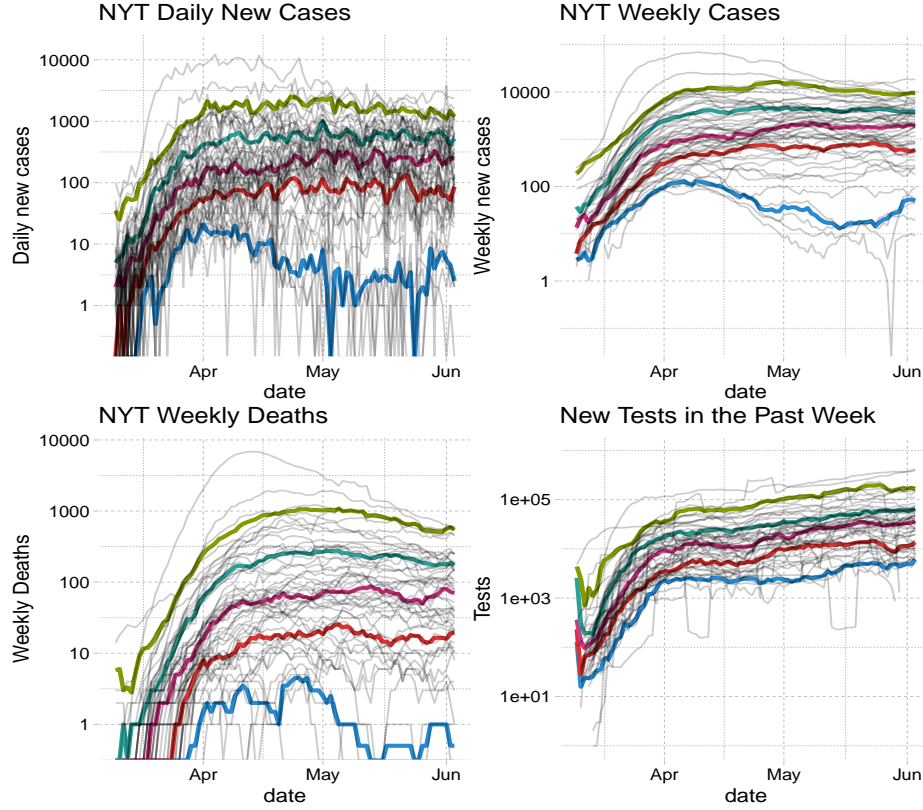 NYT Daily New Cases
Daily new cases
10000
1000
100
10
1
Apr
May
Jun
date
NYT Weekly Cases
Weekly new cases
10000
100
1
Apr
May
Jun
date
NYT Weekly Deaths
Weekly Deaths
10000
1000
100
10
1
Apr
May
Jun
date
New Tests in the Past Week
Tests
1e+05
1e+03
1e+01
Apr
May
Jun
date